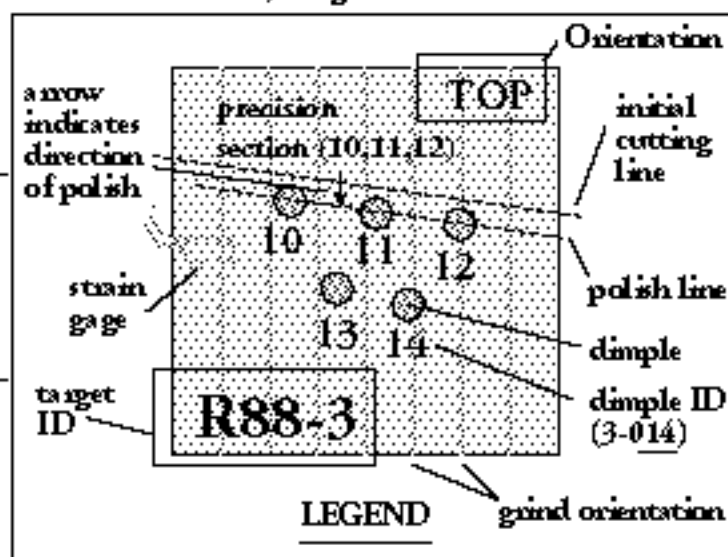 Orientation
TOP
arrow
indicates
direction
of polish
precision
section (10,11,12)
initial
cutting
line
10
11
12
polish line
strain
gage
13
14
dimple
target
ID
R88-3
dimple ID
(3-014)
grind orientation
LEGEND